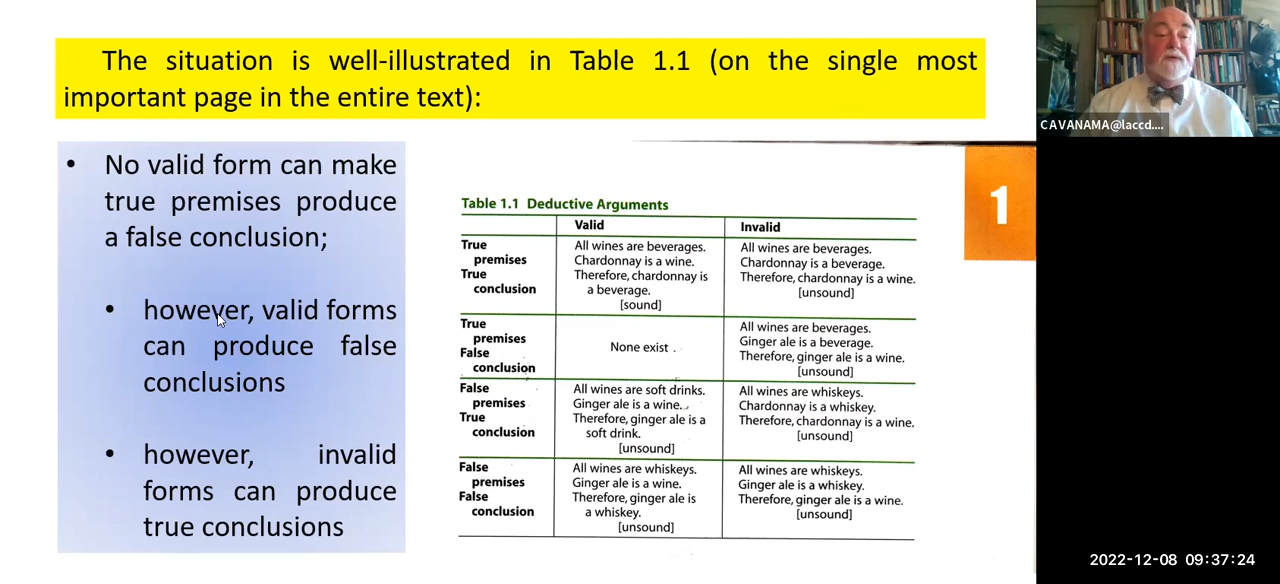 The situation is well-illustrated in Table 1.1 (on the single most
important page in the entire text):
• No valid form can make
true premises produce
a false conclusion;
• however, valid forms
can produce false
conclusions
• however, invalid
forms can produce
true conclusions
Table 1.1 Deductive Arguments
Valid Invalid
True
premises
True
conclusion
All wines are beverages.
Chardonnay is a wine.
Therefore, chardonnay is
a beverage.
[sound]
All wines are beverages.
Chardonnay is a beverage.
Therefore, chardonnay is a wine.
[unsound]
True
premises
False
conclusion
None exist .
All wines are beverages.
Ginger ale is a beverage.
Therefore, ginger ale is a wine.
[unsound]
False
premises
True
conclusion
All wines are soft drinks.
Ginger ale is a wine.
Therefore, ginger ale is a
soft drink.
[unsound]
All wines are whiskeys.
Chardonnay is a whiskey.
Therefore, chardonnay is a wine.
[unsound]
False
premises
False
conclusion
All wines are whiskeys.
Ginger ale is a wine.
Therefore, ginger ale is
a whiskey.
[unsound]
All wines are whiskeys.
Ginger ale is a whiskey.
Therefore, ginger ale is a wine.
[unsound]
1
CAVANAMA@laccd....
2022-12-08 09:37:24